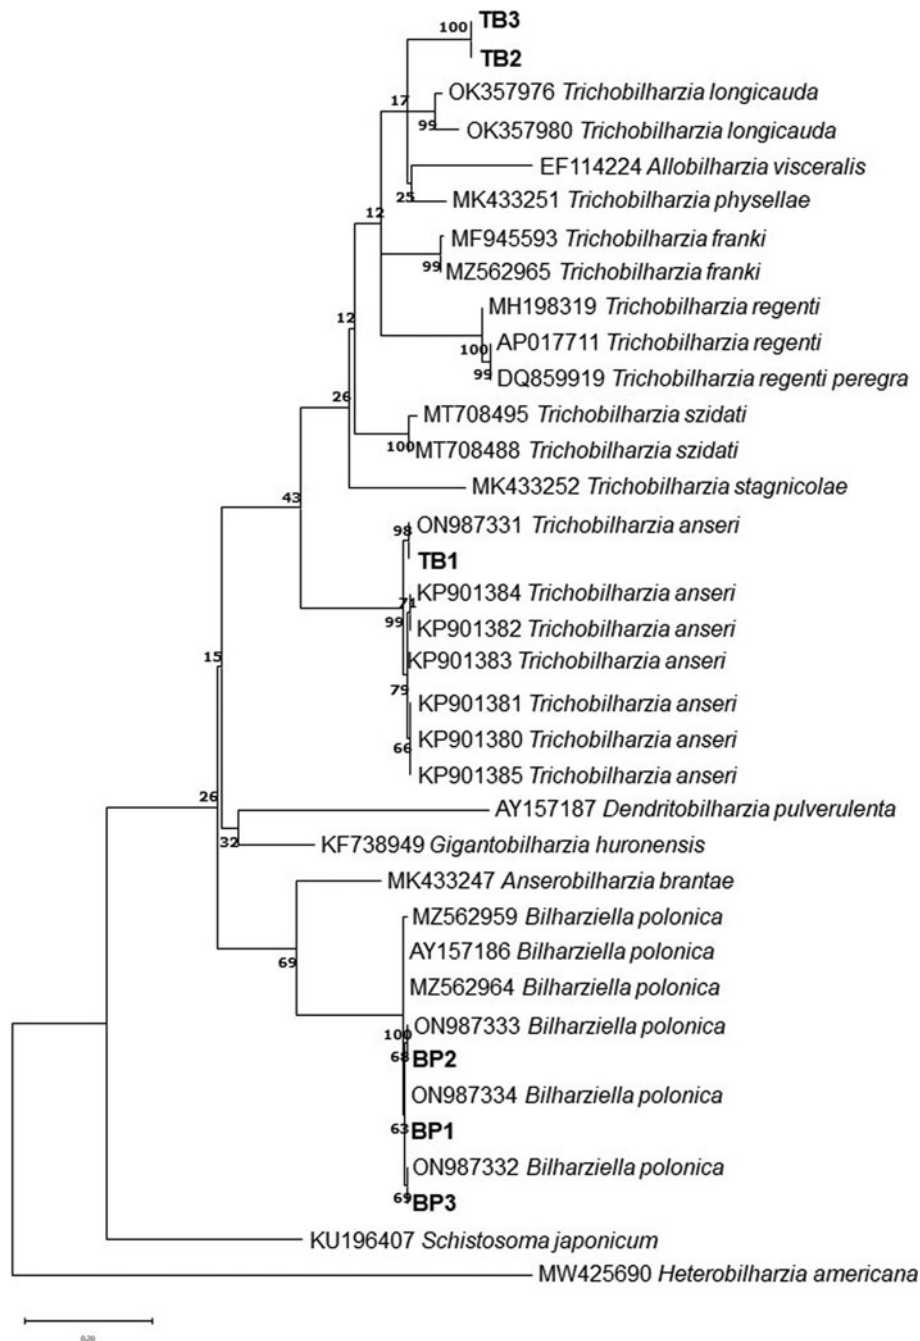 100 TB3
TB2
17 OK357976 Trichobilharzia longicauda
99 OK357980 Trichobilharzia longicauda
EF114224 Allobilharzia visceralis
25 MK433251 Trichobilharzia physellae
12
MF945593 Trichobilharzia franki
99 MZ562965 Trichobilharzia franki
MH198319 Trichobilharzia regenti
12
100 AP017711 Trichobilharzia regenti
99 DQ859919 Trichobilharzia regenti peregra
26
MT708495 Trichobilharzia szidati
100 MT708488 Trichobilharzia szidati
MK433252 Trichobilharzia stagnicolae
43
98 ON987331 Trichobilharzia anseri
TB1
71 KP901384 Trichobilharzia anseri
99 KP901382 Trichobilharzia anseri
KP901383 Trichobilharzia anseri
15
79
KP901381 Trichobilharzia anseri
66 KP901380 Trichobilharzia anseri
KP901385 Trichobilharzia anseri
26
AY157187 Dendritobilharzia pulverulenta
32 KF738949 Gigantobilharzia huronensis
MK433247 Anserobilharzia brantae
MZ562959 Bilharziella polonica
AY157186 Bilharziella polonica
69
MZ562964 Bilharziella polonica
100 ON987333 Bilharziella polonica
68 BP2
ON987334 Bilharziella polonica
63 BP1
ON987332 Bilharziella polonica
69 BP3
KU196407 Schistosoma japonicum
MW425690 Heterobilharzia americana
0.20